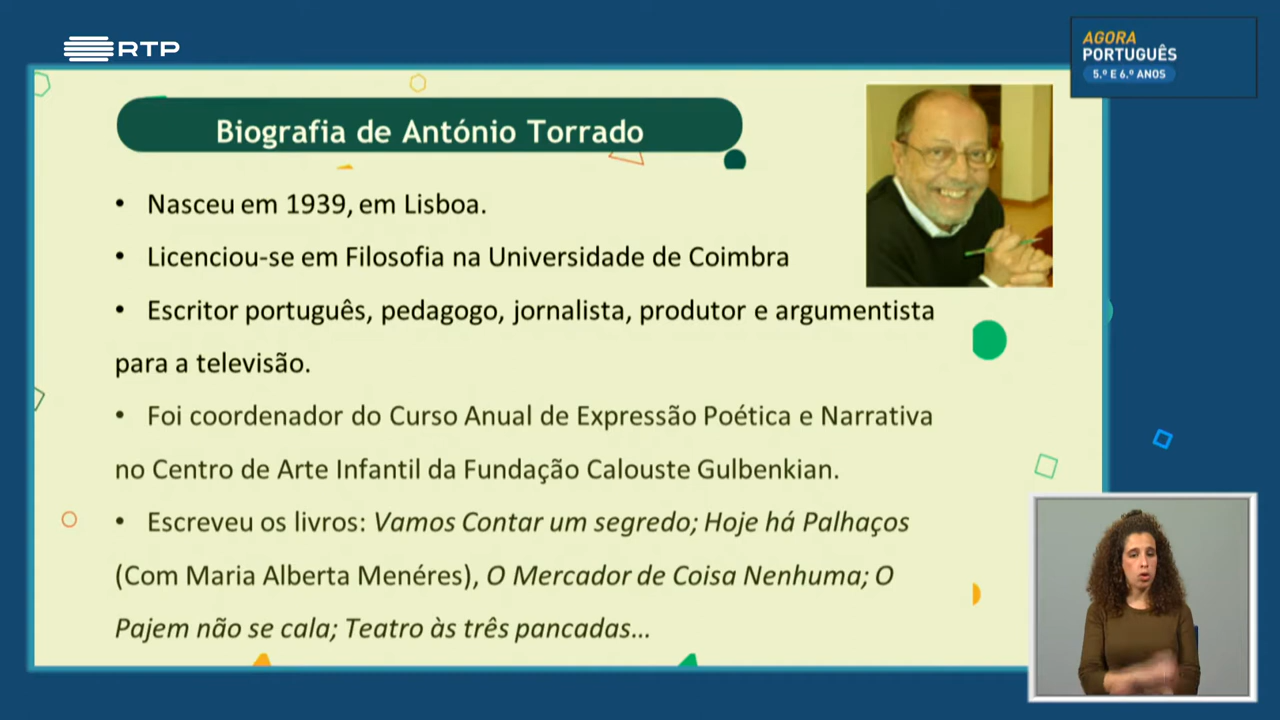 RTP
AGORA
PORTUGUÊS
5.º E 6.º ANOS
Biografia de António Torrado
• Nasceu em 1939, em Lisboa.
• Licenciou-se em Filosofia na Universidade de Coimbra
• Escritor português, pedagogo, jornalista, produtor e argumentista
para a televisão.
• Foi coordenador do Curso Anual de Expressão Poética e Narrativa
no Centro de Arte Infantil da Fundação Calouste Gulbenkian.
• Escreveu os livros: Vamos Contar um segredo; Hoje há Palhaços
(Com Maria Alberta Menéres), O Mercador de Coisa Nenhuma; O
Pajem não se cala; Teatro às três pancadas...